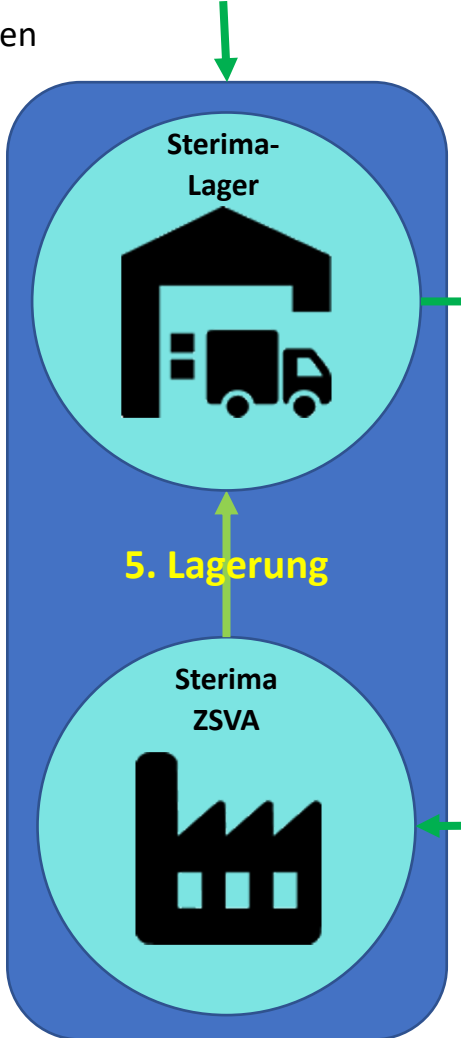 en
Sterima-
Lager
5. Lagerung
Sterima
ZSVA